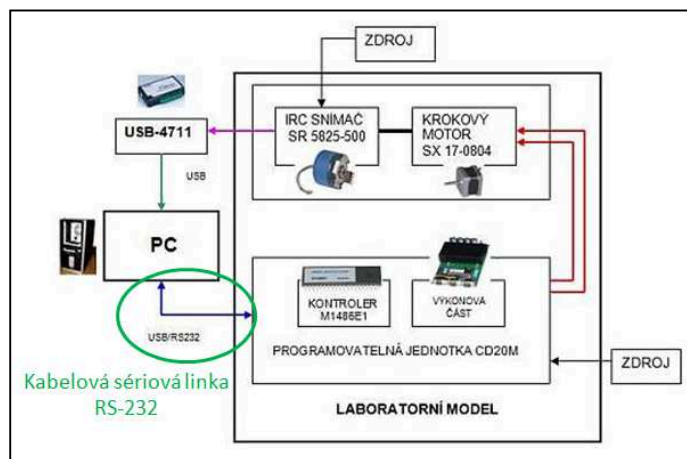 ZDROJ
IRC SNÍMAČ
SR 5825-500
KROKOVÝ
MOTOR
SX 17-0804
USB-4711
USB
PC
USB/RS232
Kabelová sériová linka
RS-232
KONTROLER
M1486E1
VÝKONOVÁ
ČÁST
PROGRAMOVATELNÁ JEDNOTKA CD20M
ZDROJ
LABORATORNÍ MODEL